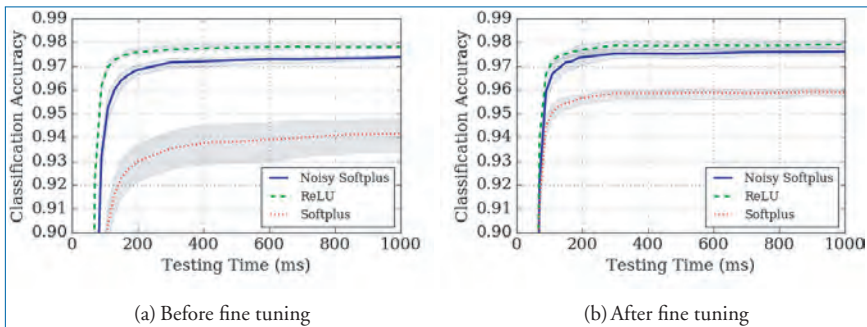 0.99
0.98
0.97
0.96
0.95
0.94
0.93
0.92
0.91
0.90
Classification Accuracy
Noisy Softplus
ReLU
Softplus
0 200 400 600 800 1000
Testing Time (ms)
(a) Before fine tuning
0.99
0.98
0.97
0.96
0.95
0.94
0.93
0.92
0.91
0.90
Classification Accuracy
Noisy Softplus
ReLU
Softplus
0 200 400 600 800 1000
Testing Time (ms)
(b) After fine tuning